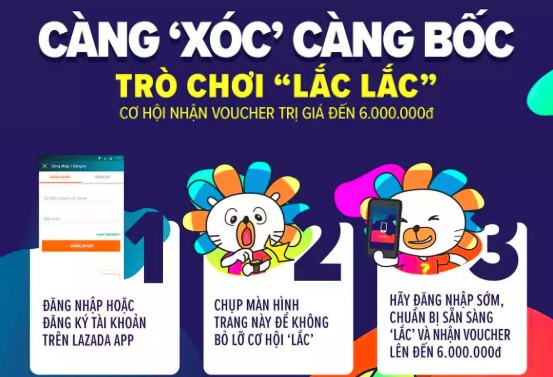 CÀNG 'XÓC' CÀNG BỐC
TRÒ CHƠI "LẮC LẮC"
CƠ HỘI NHẬN VOUCHER TRỊ GIÁ ĐẾN 6.000.000đ
1
ĐĂNG NHẬP HOẶC
ĐĂNG KÝ TÀI KHOẢN
TRÊN LAZADA APP
2
CHỤP MÀN HÌNH
TRANG NÀY ĐỂ KHÔNG
BỎ LỠ CƠ HỘI 'LẮC'
3
HÃY ĐĂNG NHẬP SỚM,
CHUẨN BỊ SẴN SÀNG
'LẮC' VÀ NHẬN VOUCHER
LÊN ĐẾN 6.000.000đ